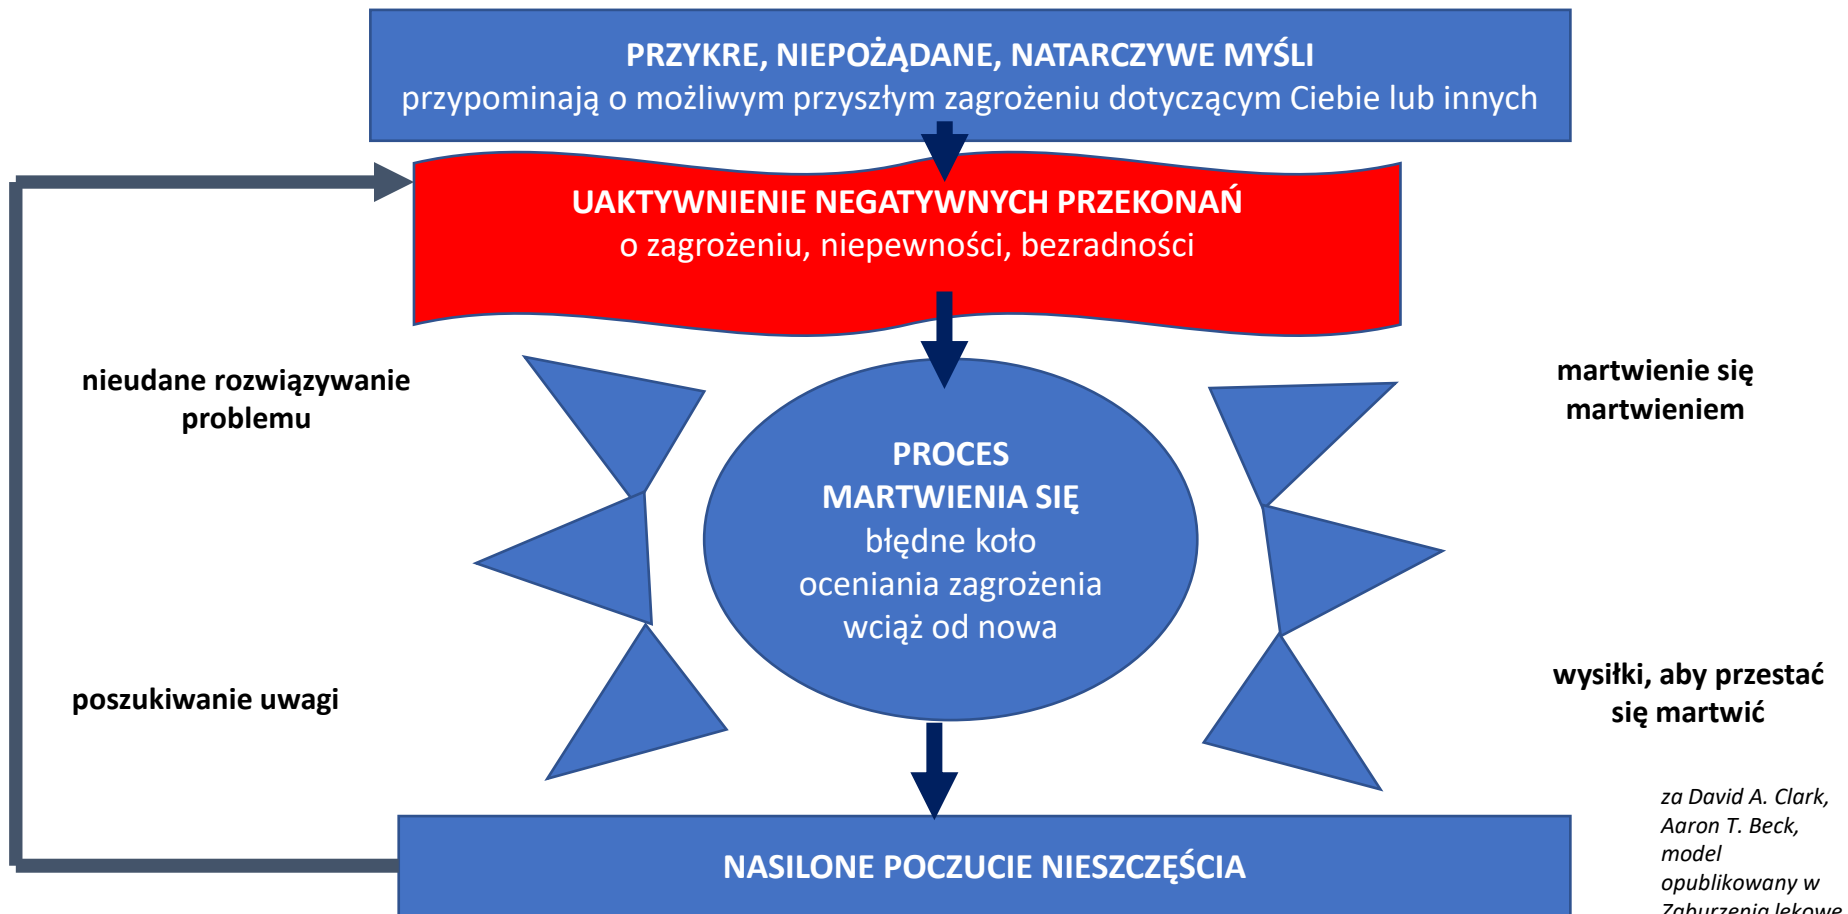 PRZYKRE, NIEPOŻĄDANE, NATARCZYWE MYŚLI
przypominają o możliwym przyszłym zagrożeniu dotyczącym Ciebie lub innych
UAKTYWNIENIE NEGATYWNYCH PRZEKONAŃ
o zagrożeniu, niepewności, bezradności
nieudane rozwiązywanie
problemu
martwienie się
martwieniem
PROCES
MARTWIENIA SIĘ
błędne koło
oceniania zagrożenia
wciąż od nowa
poszukiwanie uwagi
wysiłki, aby przestać
się martwić
za David A. Clark,
Aaron T. Beck,
model
opublikowany w
Zaburzenia lękowe
NASILONE POCZUCIE NIESZCZĘŚCIA